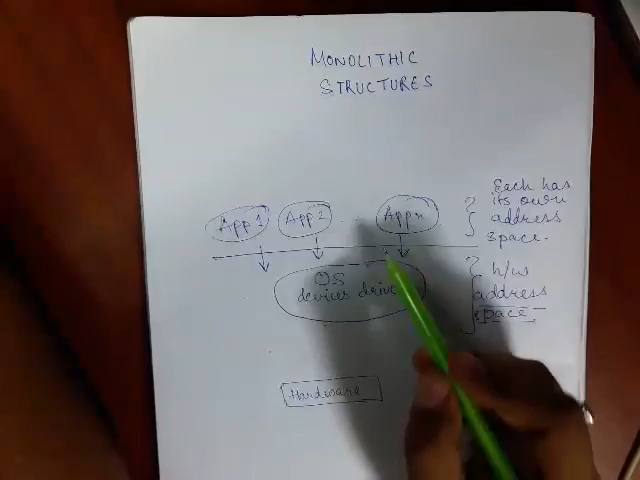 MONOLITHIC
STRUCTURES
App 1
App 2
App n
Each has
its own
address
space.
OS
devices
h/w
address
space
Hardware